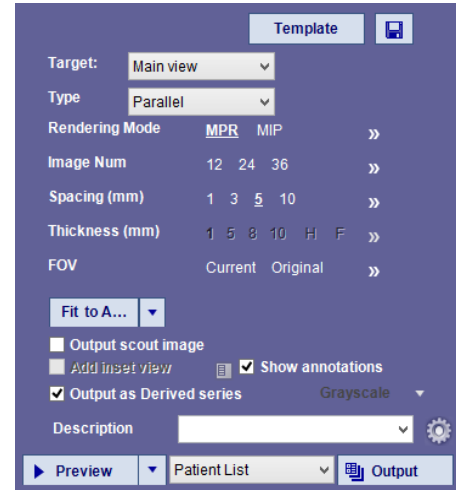 Template
Target: Main view
Type Parallel
Rendering Mode MPR MIP »
Image Num 12 24 36 »
Spacing (mm) 1 3 5 10 »
Thickness (mm) 1 5 8 10 H F »
FOV Current Original »
Fit to A...
Output scout image
Add inset view Show annotations
Output as Derived series Grayscale
Description
Preview Patient List Output